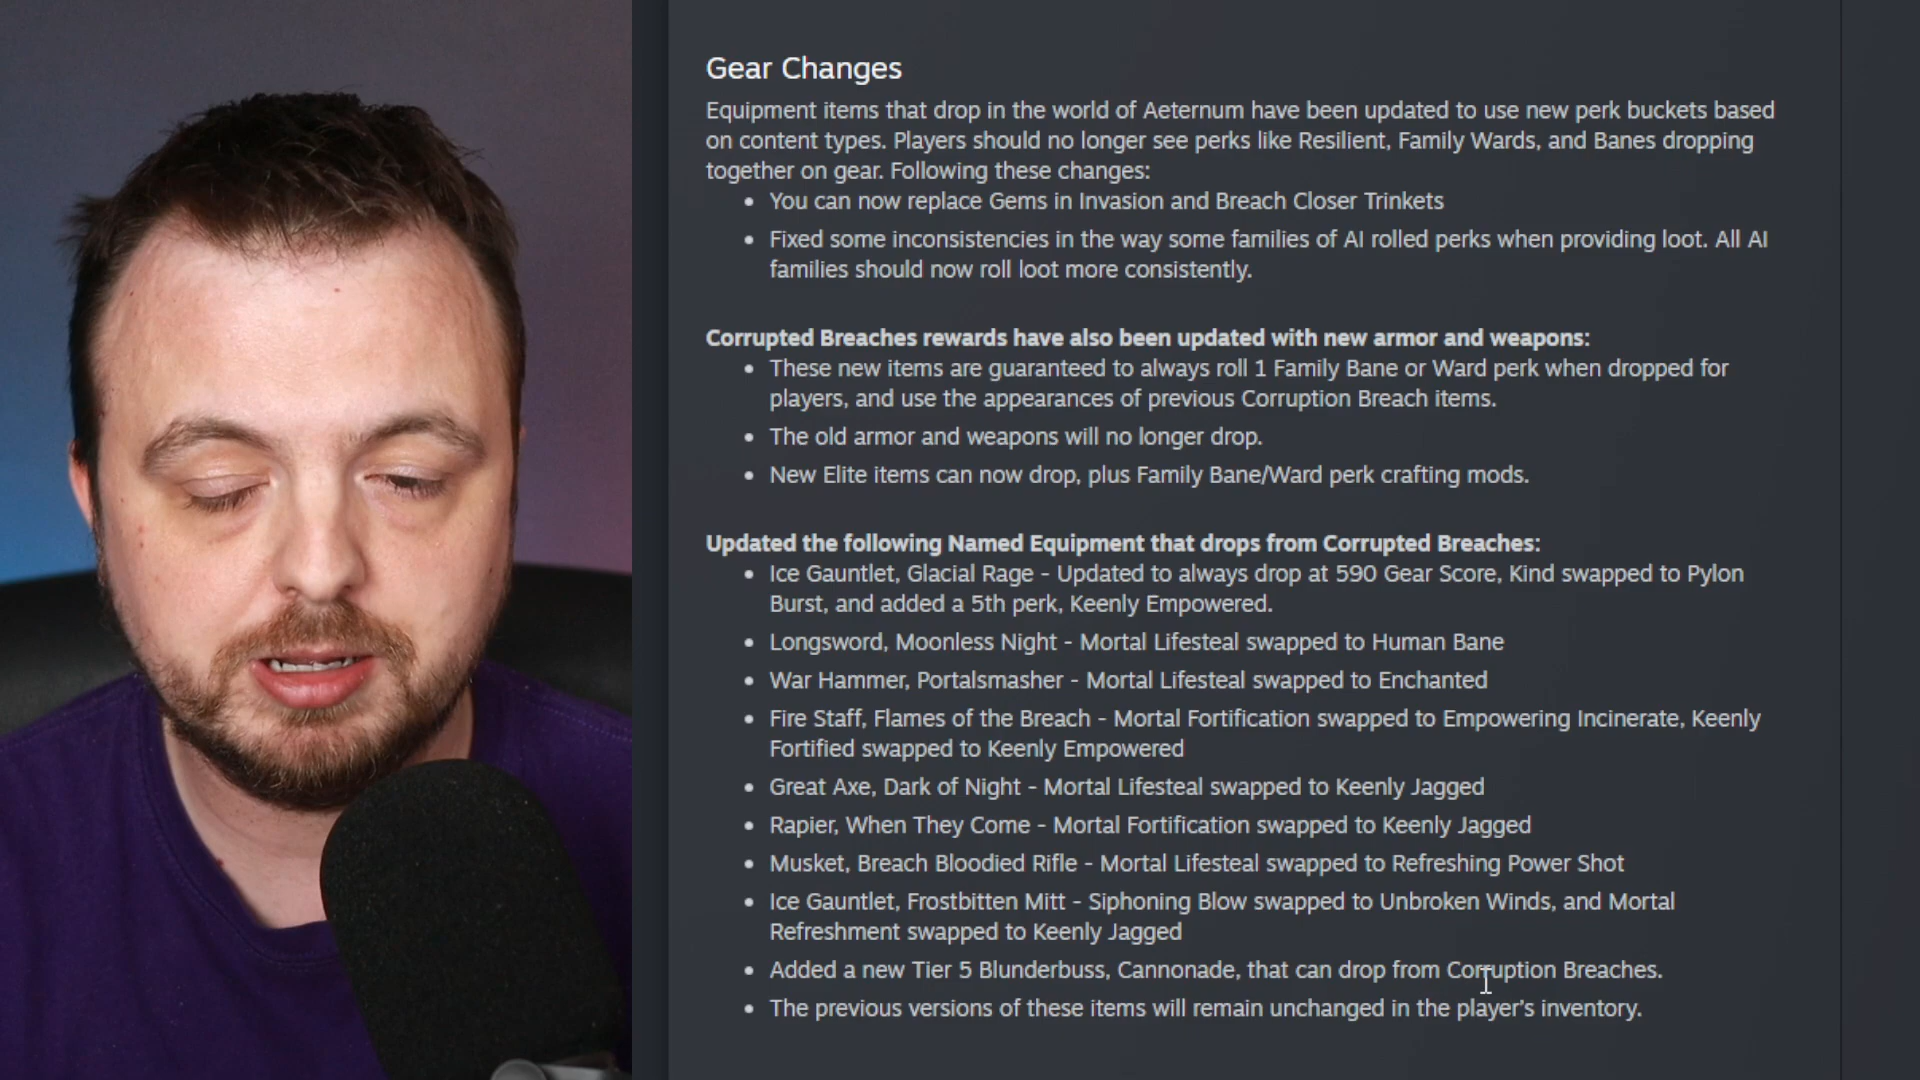 Gear Changes
Equipment items that drop in the world of Aeternum have been updated to use new perk buckets based
on content types. Players should no longer see perks like Resilient, Family Wards, and Banes dropping
together on gear. Following these changes:
• You can now replace Gems in Invasion and Breach Closer Trinkets
• Fixed some inconsistencies in the way some families of AI rolled perks when providing loot. All AI
families should now roll loot more consistently.
Corrupted Breaches rewards have also been updated with new armor and weapons:
• These new items are guaranteed to always roll 1 Family Bane or Ward perk when dropped for
players, and use the appearances of previous Corruption Breach items.
• The old armor and weapons will no longer drop.
• New Elite items can now drop, plus Family Bane/Ward perk crafting mods.
Updated the following Named Equipment that drops from Corrupted Breaches:
• Ice Gauntlet, Glacial Rage - Updated to always drop at 590 Gear Score, Kind swapped to Pylon
Burst, and added a 5th perk, Keenly Empowered.
• Longsword, Moonless Night - Mortal Lifesteal swapped to Human Bane
• War Hammer, Portalsmasher - Mortal Lifesteal swapped to Enchanted
• Fire Staff, Flames of the Breach - Mortal Fortification swapped to Empowering Incinerate, Keenly
Fortified swapped to Keenly Empowered
• Great Axe, Dark of Night - Mortal Lifesteal swapped to Keenly Jagged
• Rapier, When They Come - Mortal Fortification swapped to Keenly Jagged
• Musket, Breach Bloodied Rifle - Mortal Lifesteal swapped to Refreshing Power Shot
• Ice Gauntlet, Frostbitten Mitt - Siphoning Blow swapped to Unbroken Winds, and Mortal
Refreshment swapped to Keenly Jagged
• Added a new Tier 5 Blunderbuss, Cannonade, that can drop from Corruption Breaches.
• The previous versions of these items will remain unchanged in the player's inventory.